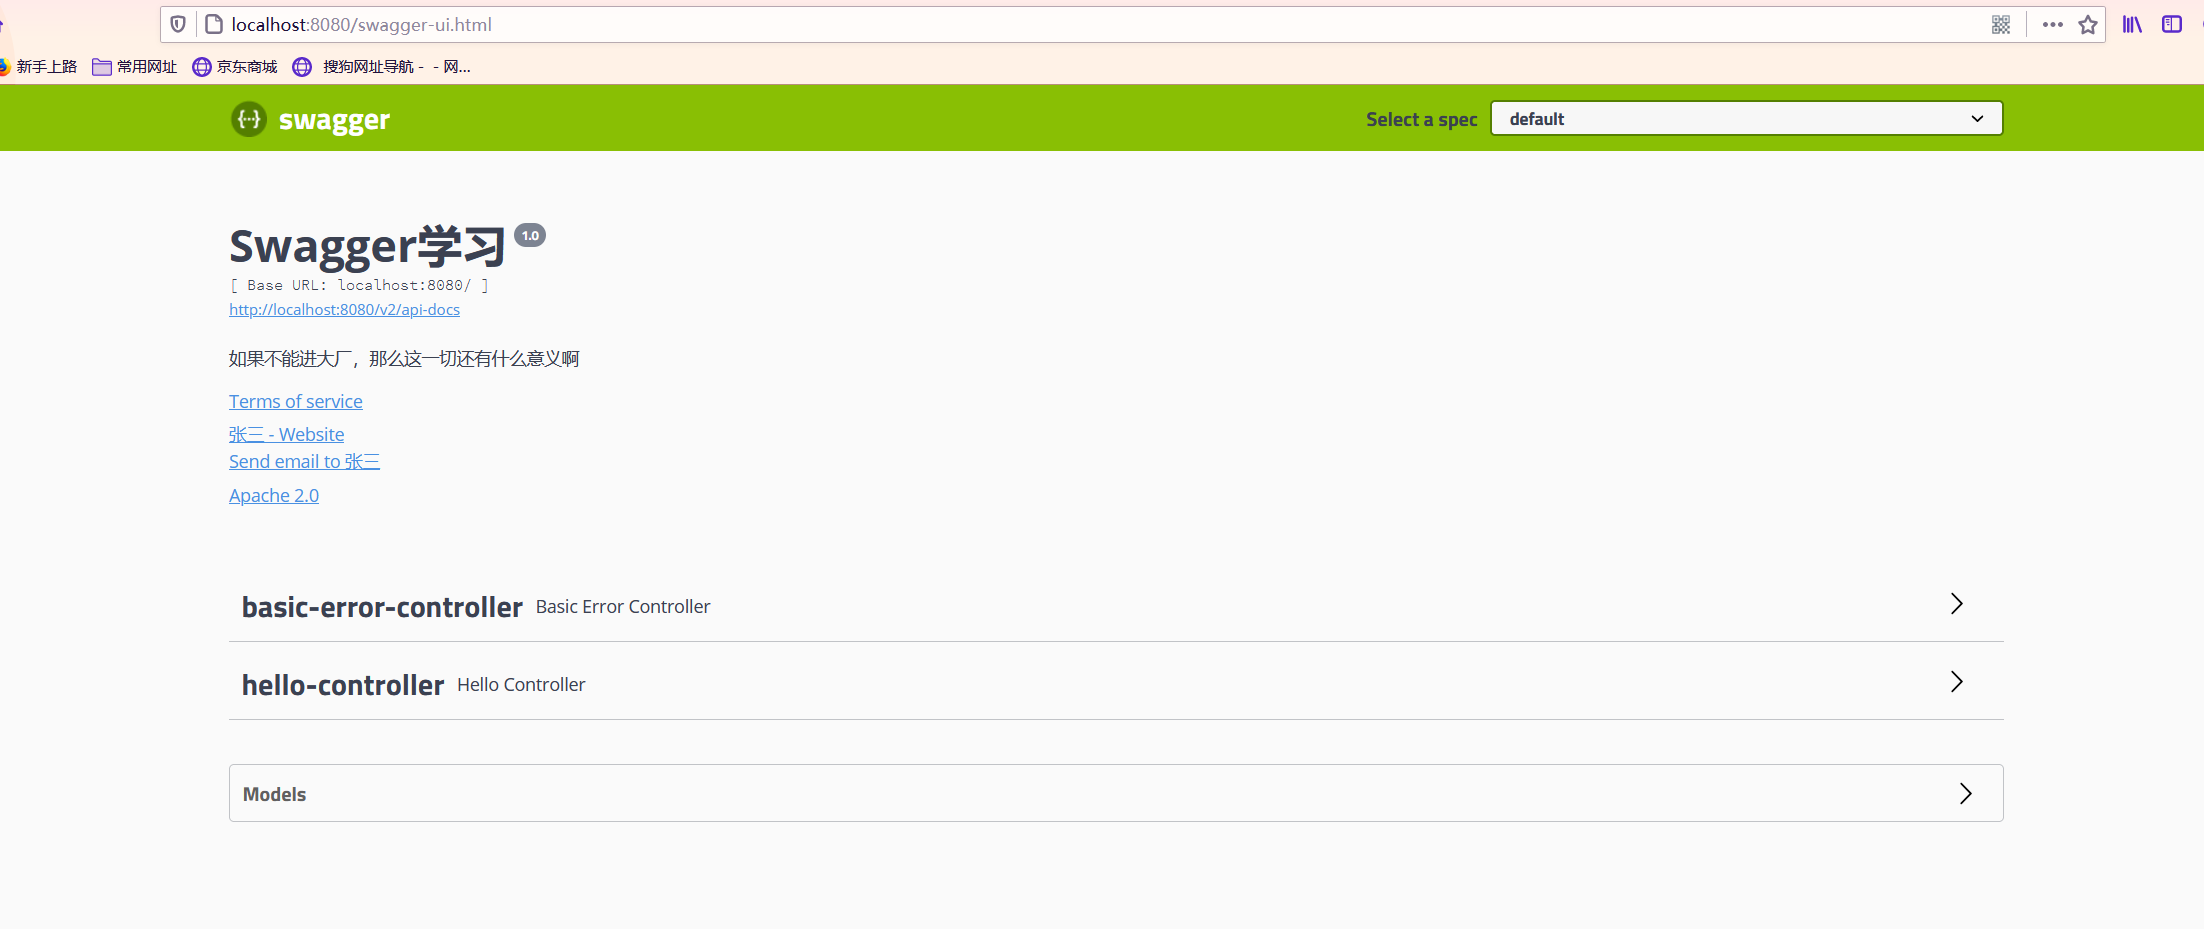 localhost:8080/swagger-ui.html
新手上路 常用网址 京东商城 搜狗网址导航 - - 网...
{···} swagger Select a spec default
Swagger学习 1.0
[ Base URL: localhost:8080/ ]
http://localhost:8080/v2/api-docs
如果不能进大厂，那么这一切还有什么意义啊
Terms of service
张三 - Website
Send email to 张三
Apache 2.0
basic-error-controller Basic Error Controller
hello-controller Hello Controller
Models